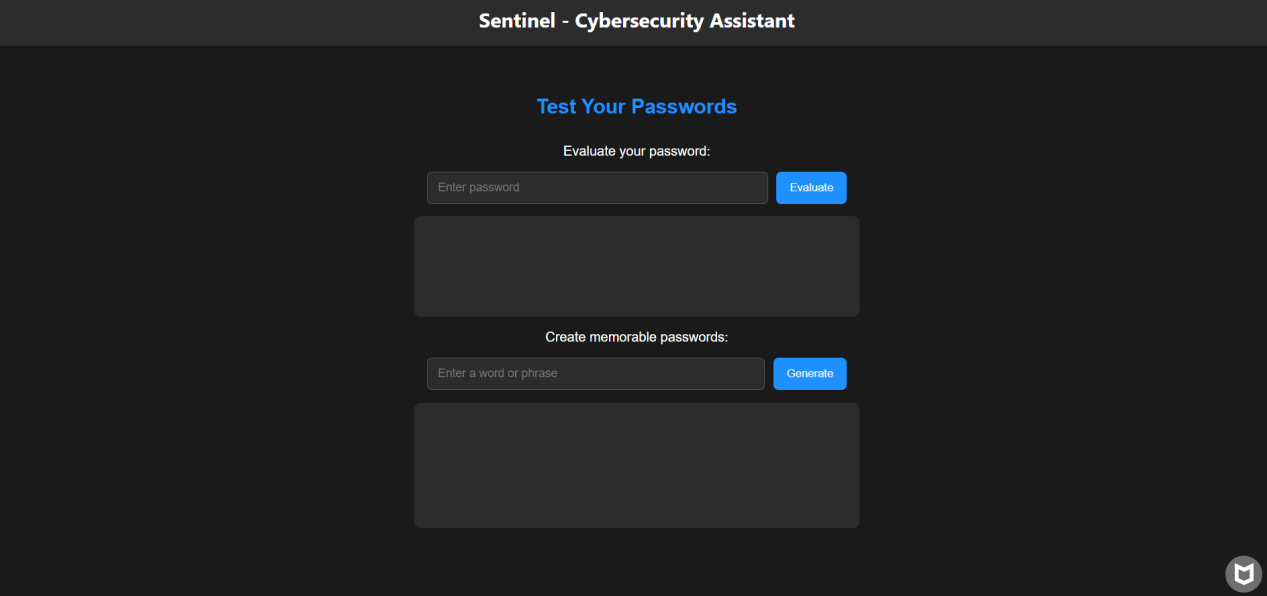 Sentinel - Cybersecurity Assistant
Test Your Passwords
Evaluate your password:
Enter password
Evaluate
Create memorable passwords:
Enter a word or phrase
Generate